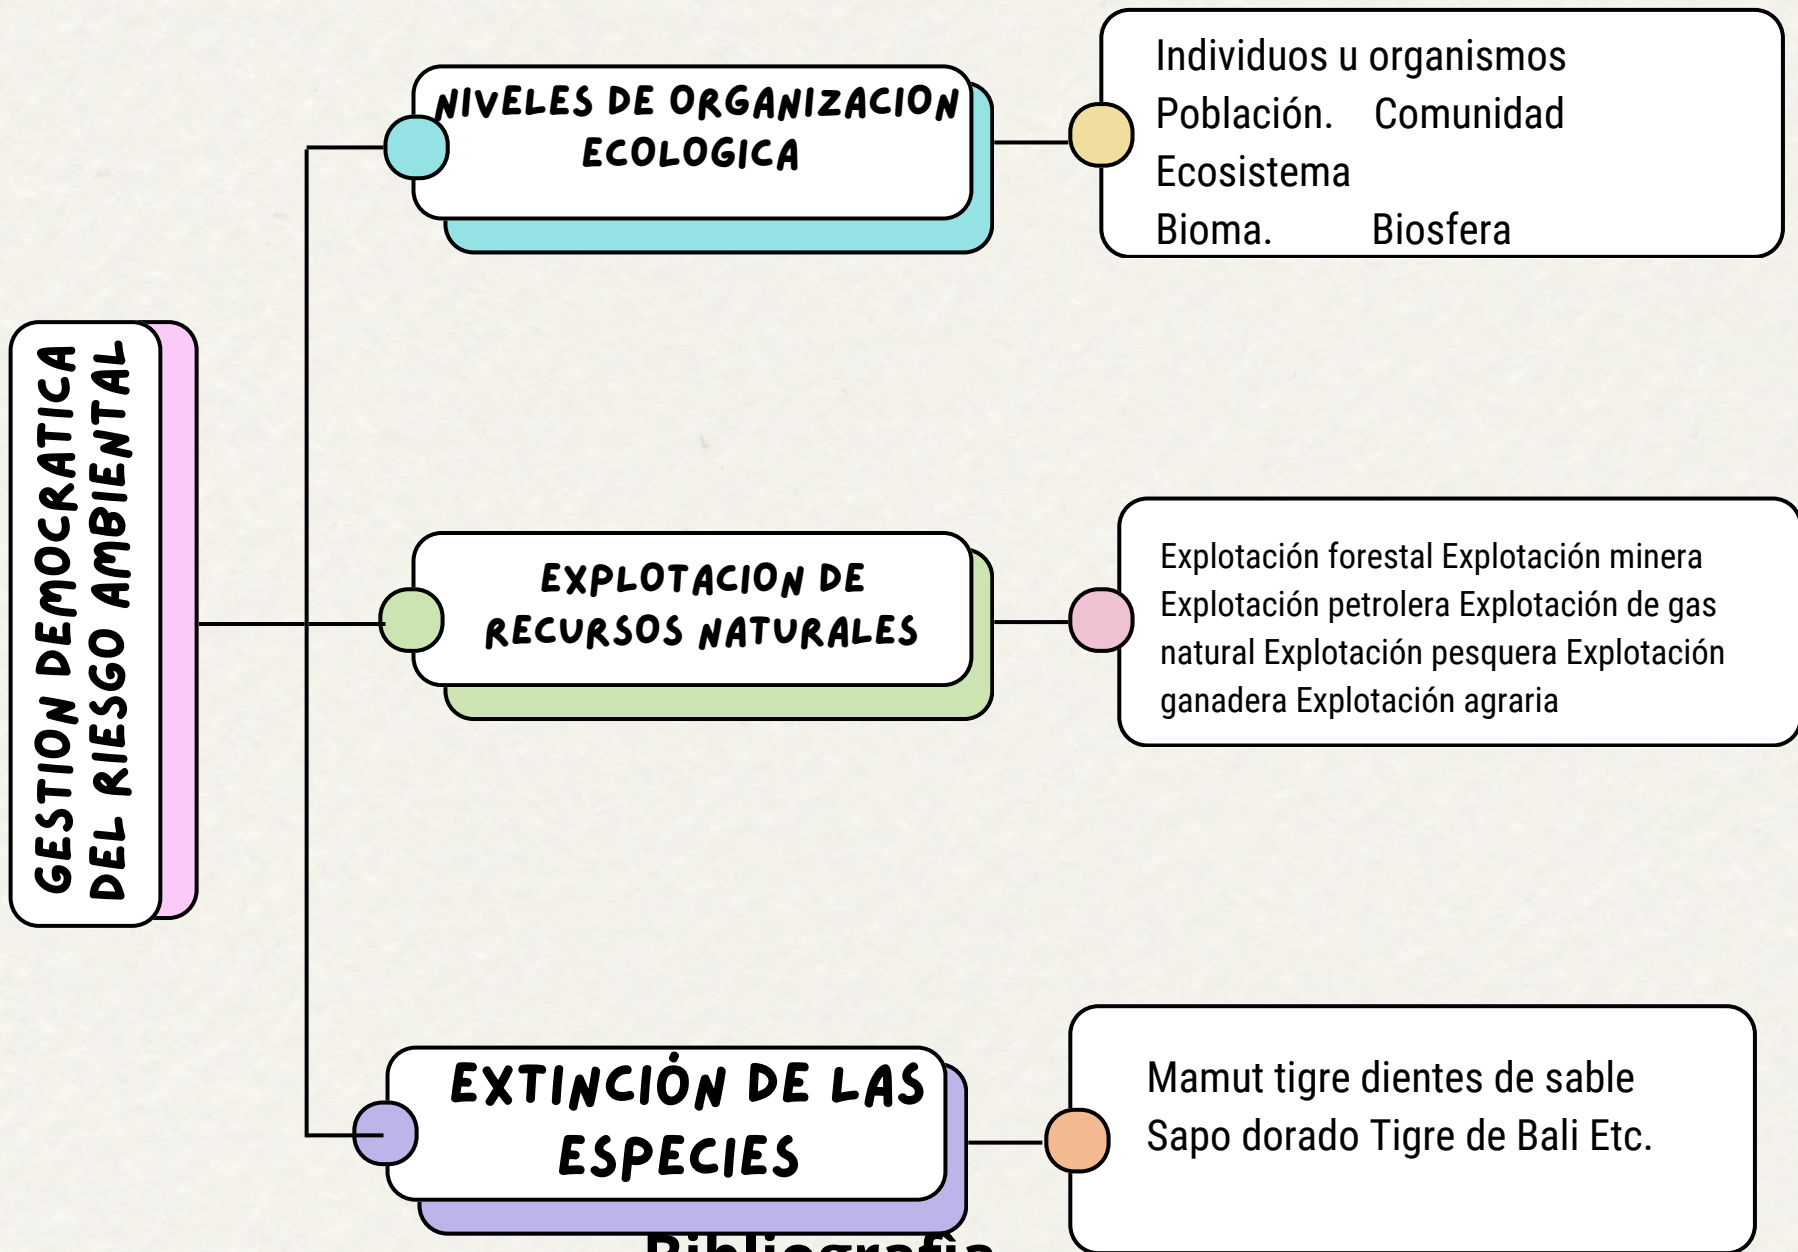 GESTION DEMOCRATICA
DEL RIESGO AMBIENTAL
NIVELES DE ORGANIZACION
ECOLOGICA
Individuos u organismos
Población. Comunidad
Ecosistema
Bioma. Biosfera
EXPLOTACION DE
RECURSOS NATURALES
Explotación forestal Explotación minera
Explotación petrolera Explotación de gas
natural Explotación pesquera Explotación
ganadera Explotación agraria
EXTINCIÓN DE LAS
ESPECIES
Mamut tigre dientes de sable
Sapo dorado Tigre de Bali Etc.
Bibliografìa